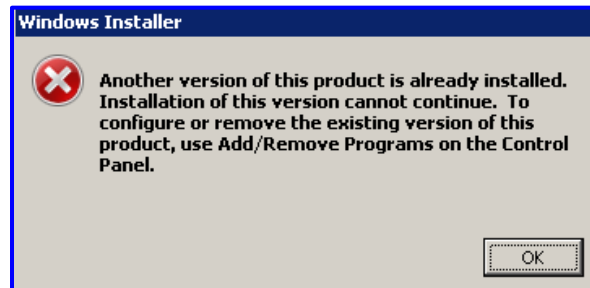 Windows Installer
Another version of this product is already installed.
Installation of this version cannot continue. To
configure or remove the existing version of this
product, use Add/Remove Programs on the Control
Panel.
OK